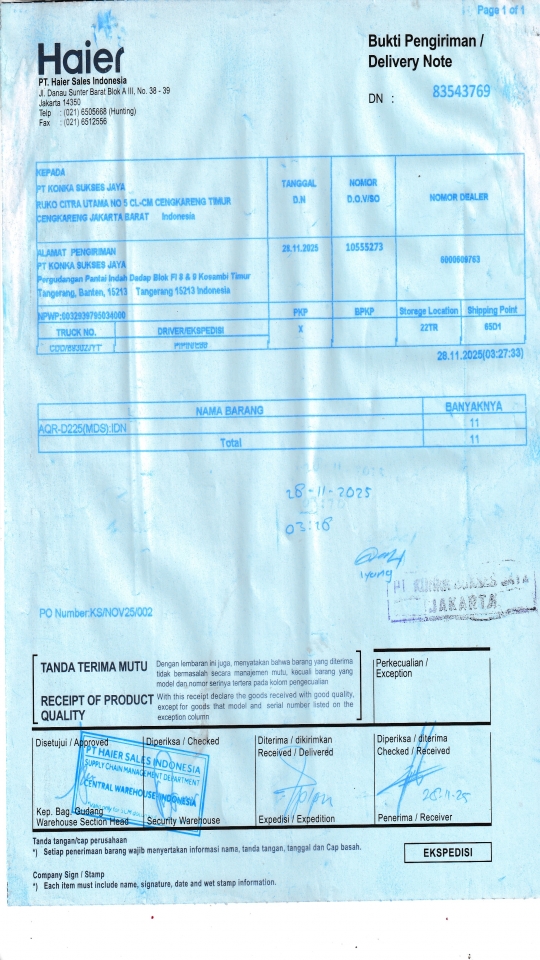 Page 1 of 1
Haier
PT. Haier Sales Indonesia
Jl. Danau Sunter Barat Blok A III, No. 38 - 39
Jakarta 14350
Telp : (021) 6505668 (Hunting)
Fax : (021) 6512556
Bukti Pengiriman /
Delivery Note
DN : 83543769
KEPADA
PT KONKA SUKSES JAYA
RUKO CITRA UTAMA NO 5 CL-CM CENGKARENG TIMUR
CENGKARENG JAKARTA BARAT Indonesia
TANGGAL
D.N
NOMOR
D.O.V/SO
NOMOR DEALER
ALAMAT PENGIRIMAN
PT KONKA SUKSES JAYA
Pergudangan Pantai Indah Dadap Blok FI 8 & 9 Kosambi Timur
Tangerang, Banten, 15213 Tangerang 15213 Indonesia
28.11.2025
10555273
8000609763
NPWP:0032939795034000
PKP
BPKP
Storage Location
Shipping Point
TRUCK NO.
DRIVER/EKSPEDISI
X
22TR
65D1
28.11.2025(03:27:33)
NAMA BARANG
BANYAKNYA
AQR-D225(MDS):IDN
11
Total
11
28-11-2025
03:18
Iyong
PT KONKA SUKSES JAYA
JAKARTA
PO Number:KS/NOV25/002
TANDA TERIMA MUTU
Dengan lembaran ini juga, menyatakan bahwa barang yang diterima
tidak bermasalah secara manajemen mutu, kecuali barang yang
model dan nomor serinya tertera pada kolom pengecualian
RECEIPT OF PRODUCT
QUALITY
With this receipt declare the goods received with good quality,
except for goods that model and serial number listed on the
exception column
Perkecualian /
Exception
Disetujui / Approved
Diperiksa / Checked
Diterima / dikirimkan
Received / Delivered
Diperiksa / diterima
Checked / Received
PT HAIER SALES INDONESIA
SUPPLY CHAIN MANAGEMENT DEPARTMENT
CENTRAL WAREHOUSE INDONESIA
28-11-25
Kep. Bag. Gudang
Warehouse Section Head
Security Warehouse
Expedisi / Expedition
Penerima / Receiver
Tanda tangan/cap perusahaan
*) Setiap penerimaan barang wajib menyertakan informasi nama, tanda tangan, tanggal dan Cap basah.
EKSPEDISI
Company Sign / Stamp
*) Each item must include name, signature, date and wet stamp information.